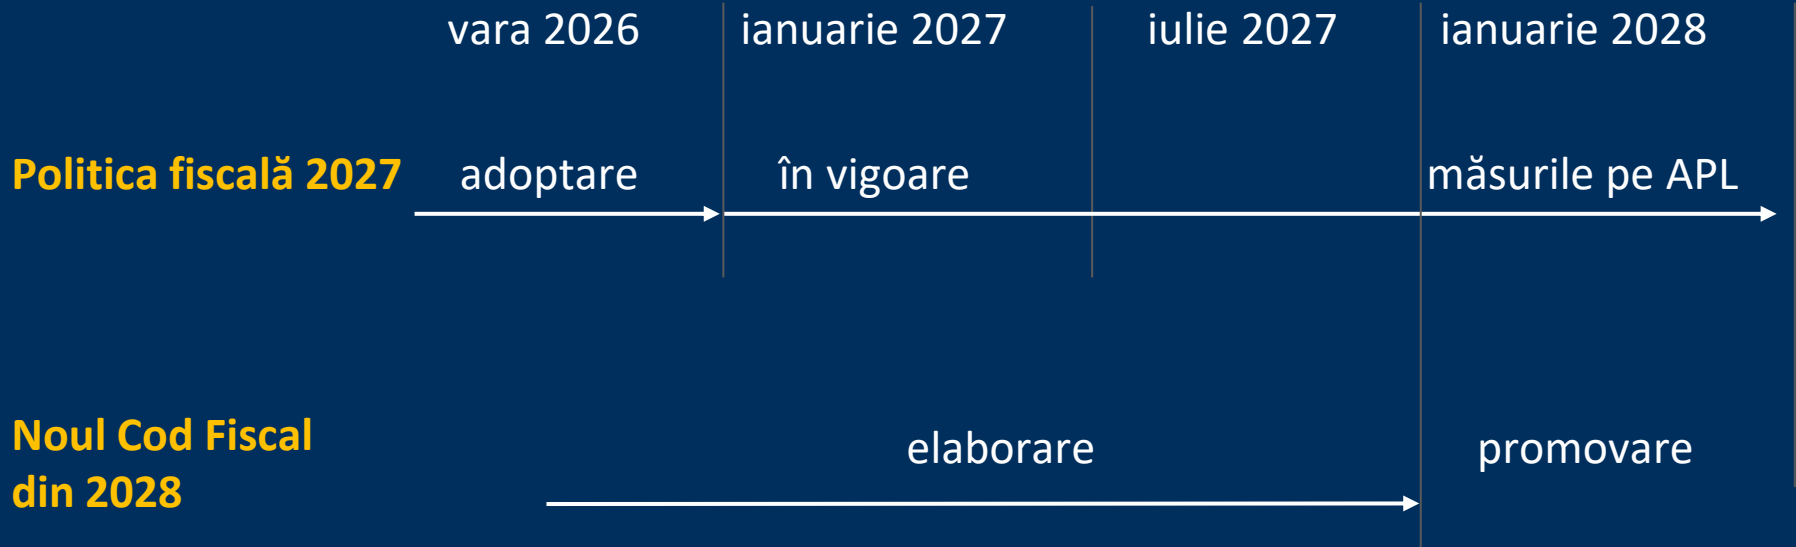 vara 2026 ianuarie 2027 iulie 2027 ianuarie 2028
Politica fiscală 2027 adoptare în vigoare măsurile pe APL
Noul Cod Fiscal
din 2028
elaborare promovare